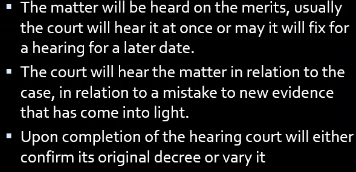 ▪ The matter will be heard on the merits, usually
the court will hear it at once or may it will fix for
a hearing for a later date.
▪ The court will hear the matter in relation to the
case, in relation to a mistake to new evidence
that has come into light.
▪ Upon completion of the hearing court will either
confirm its original decree or vary it